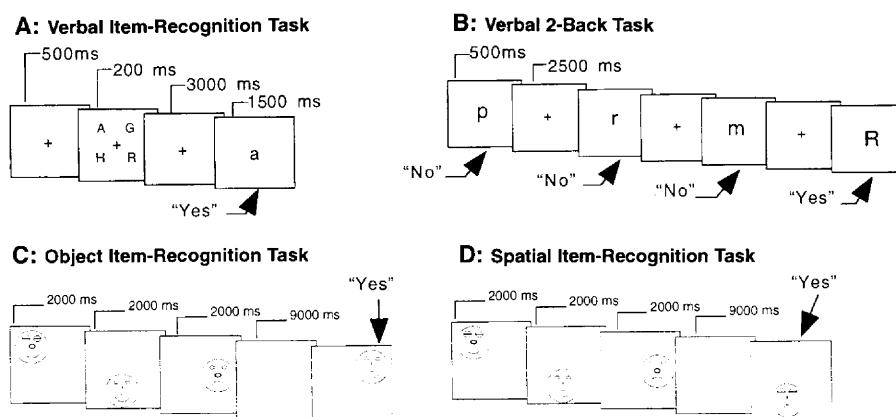 A: Verbal Item-Recognition Task
500ms
200 ms
3000 ms
1500 ms
+
A G
+
H R
+
a
"Yes"
B: Verbal 2-Back Task
500ms
2500 ms
p
+
r
+
m
+
R
"No"
"No"
"No"
"Yes"
C: Object Item-Recognition Task
"Yes"
2000 ms
2000 ms
2000 ms
9000 ms
D: Spatial Item-Recognition Task
"Yes"
2000 ms
2000 ms
2000 ms
9000 ms